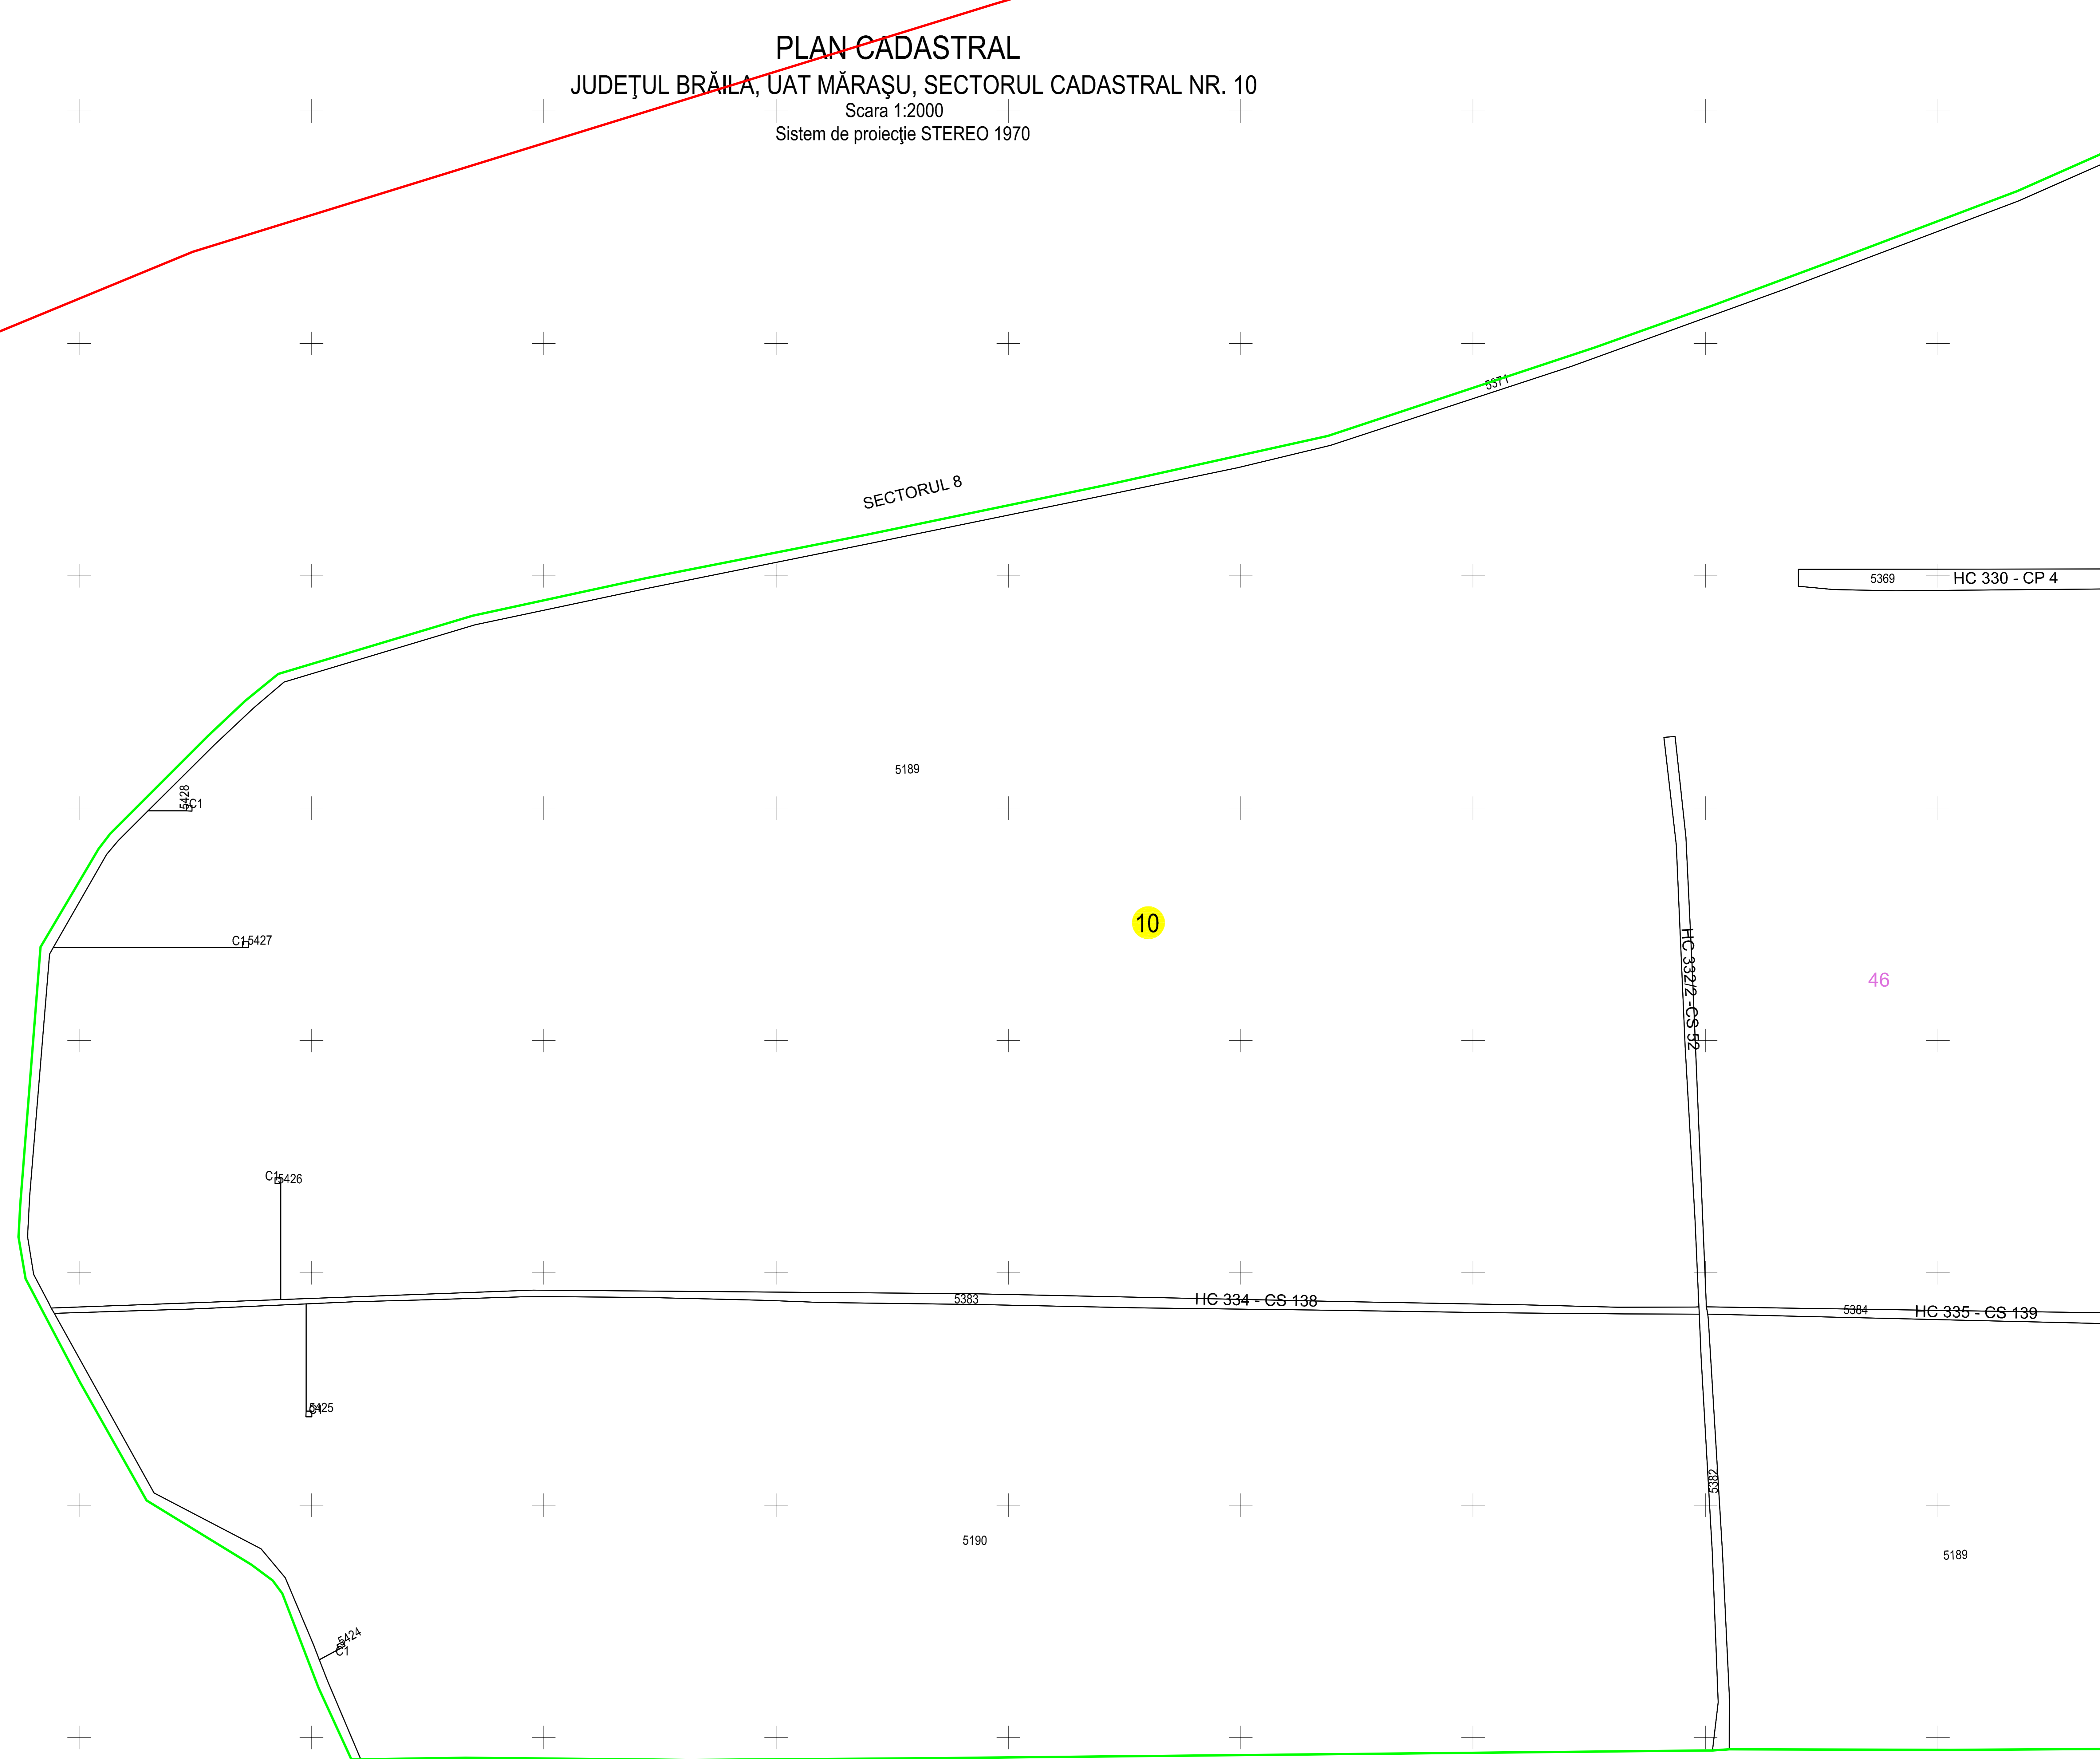 PLAN CADASTRAL
JUDEŢUL BRĂILA, UAT MĂRAŞU, SECTORUL CADASTRAL NR. 10
Scara 1:2000
Sistem de proiecţie STEREO 1970
5371
SECTORUL 8
5369
HC 330 - CP 4
5189
5428
C1
10
C1
5427
HC 332/2 -CS 52
46
C1
5426
5383
HC 334 - CS 138
5384
HC 335 - CS 139
5425
C1
5382
5190
5189
5424
C1